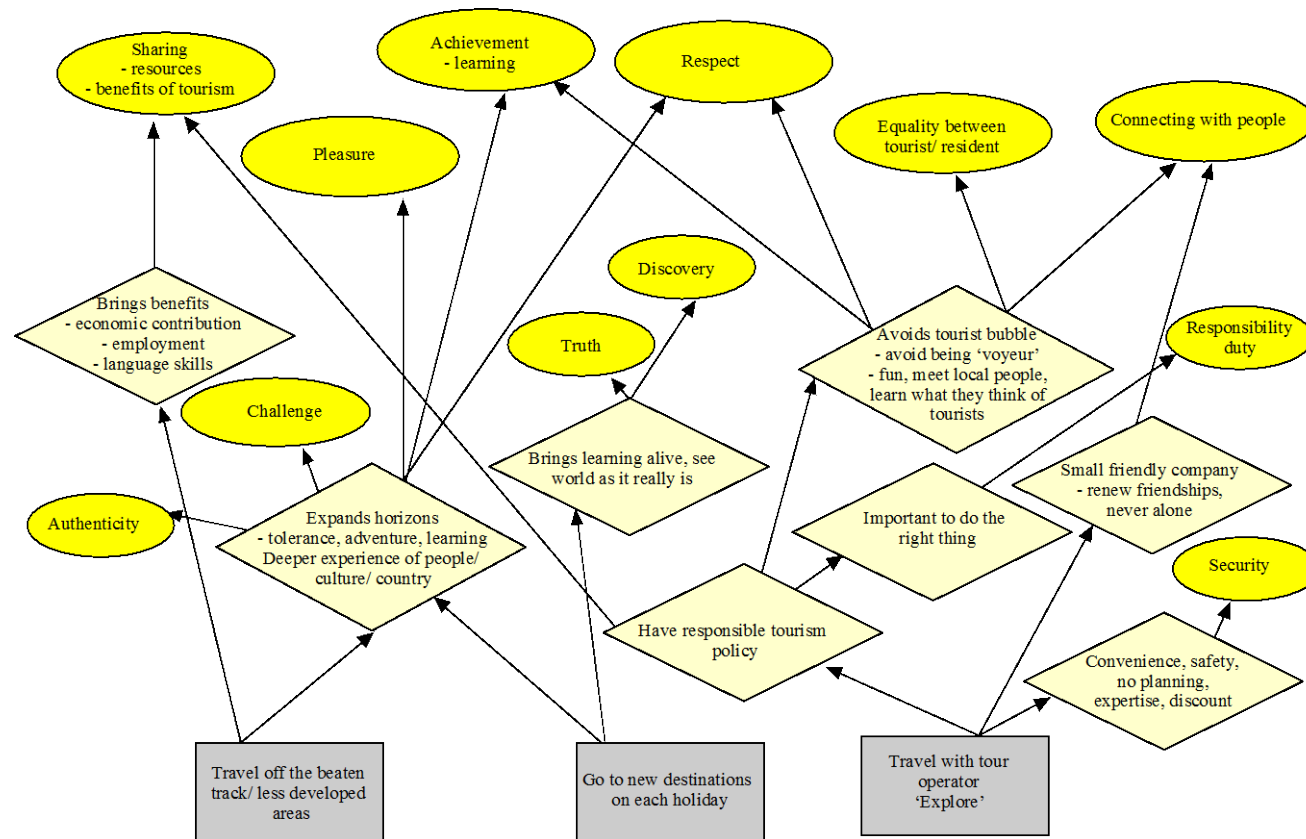 Sharing
- resources
- benefits of tourism
Achievement
- learning
Respect
Pleasure
Equality between
tourist/ resident
Connecting with people
Discovery
Truth
Brings benefits
- economic contribution
- employment
- language skills
Avoids tourist bubble
- avoid being ‘voyeur’
- fun, meet local people,
learn what they think of
tourists
Responsibility
duty
Challenge
Brings learning alive, see
world as it really is
Small friendly company
- renew friendships,
never alone
Authenticity
Expands horizons
- tolerance, adventure, learning
Deeper experience of people/
culture/ country
Important to do the
right thing
Security
Have responsible tourism
policy
Convenience, safety,
no planning,
expertise, discount
Travel off the beaten
track/ less developed
areas
Go to new destinations
on each holiday
Travel with tour
operator
‘Explore’